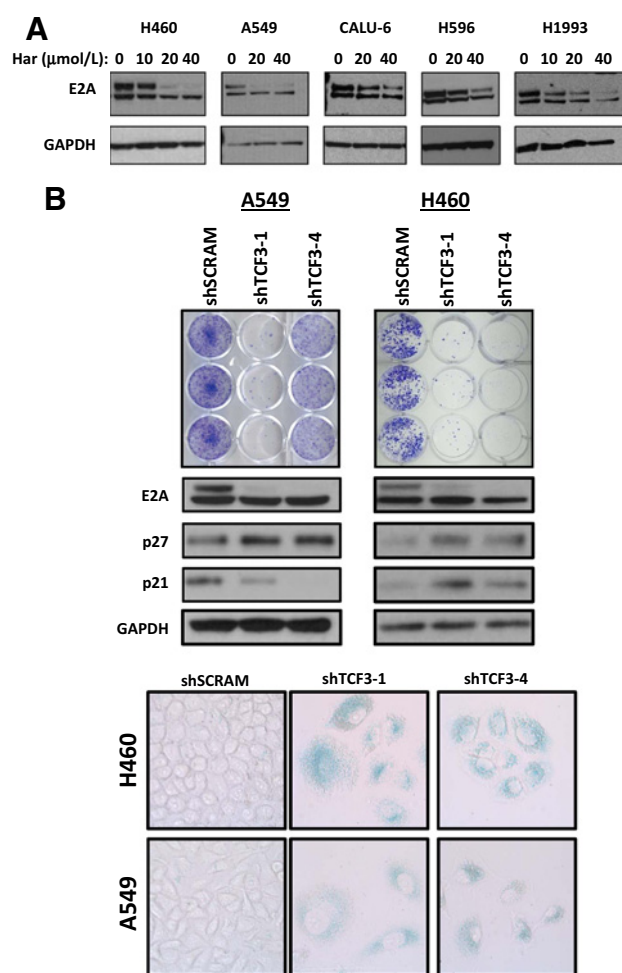 A
H460 A549 CALU-6 H596 H1993
Har (μmol/L): 0 10 20 40 0 20 40 0 20 40 0 20 40 0 10 20 40
E2A
GAPDH
B
A549 H460
shSCRAM shTCF3-1 shTCF3-4 shSCRAM shTCF3-1 shTCF3-4
E2A
p27
p21
GAPDH
shSCRAM shTCF3-1 shTCF3-4
H460
A549